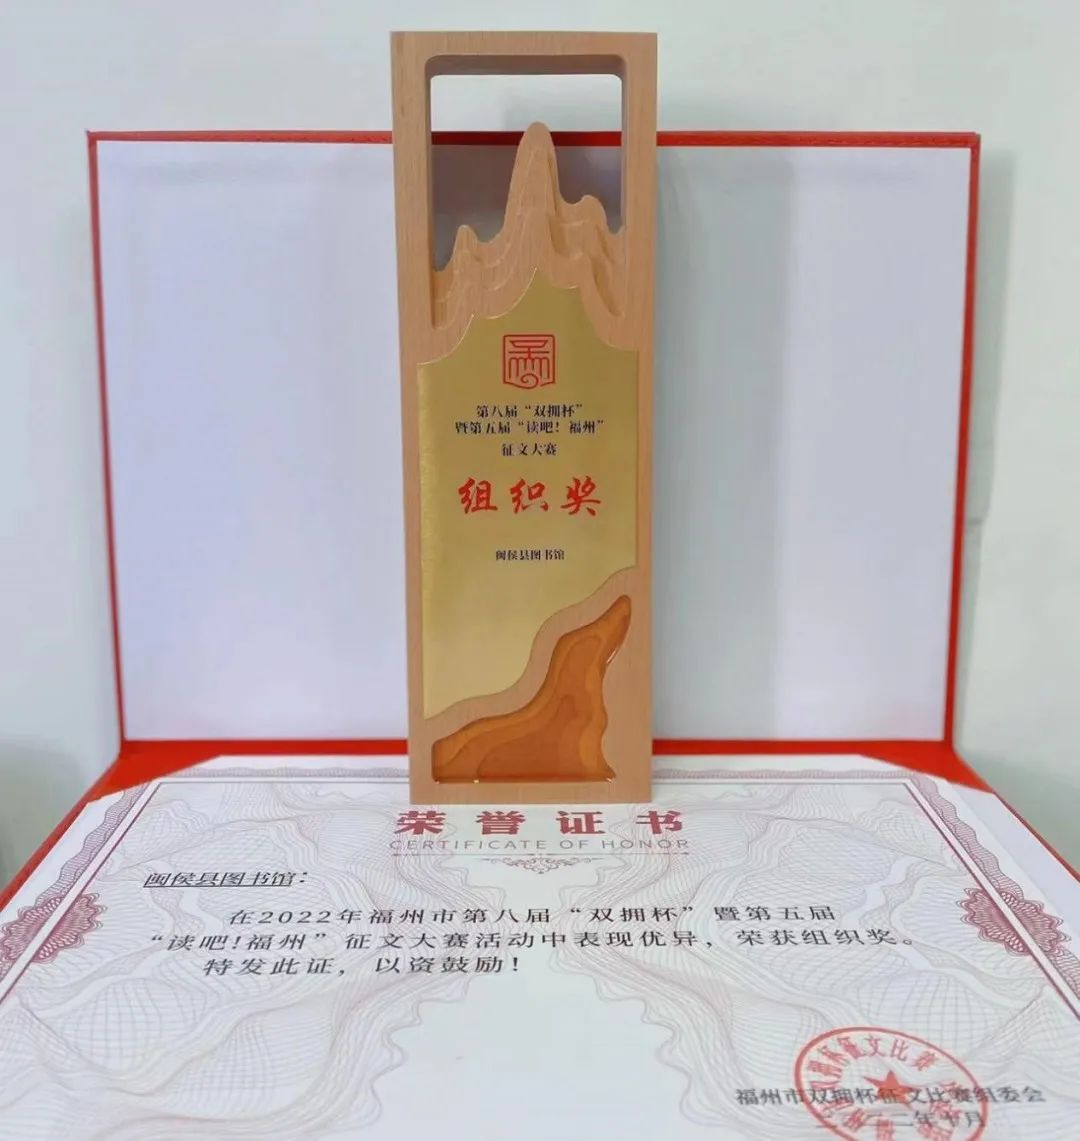 第八届“双拥杯”
暨第五届“读吧！福州”
征文大赛
组织奖
闽侯县图书馆
荣誉证书
CERTIFICATE OF HONOR
闽侯县图书馆：
在2022年福州市第八届“双拥杯”暨第五届
“读吧！福州”征文大赛活动中表现优异，荣获组织奖。
特发此证，以资鼓励！
福州市双拥杯征文比赛组委会
二年十月